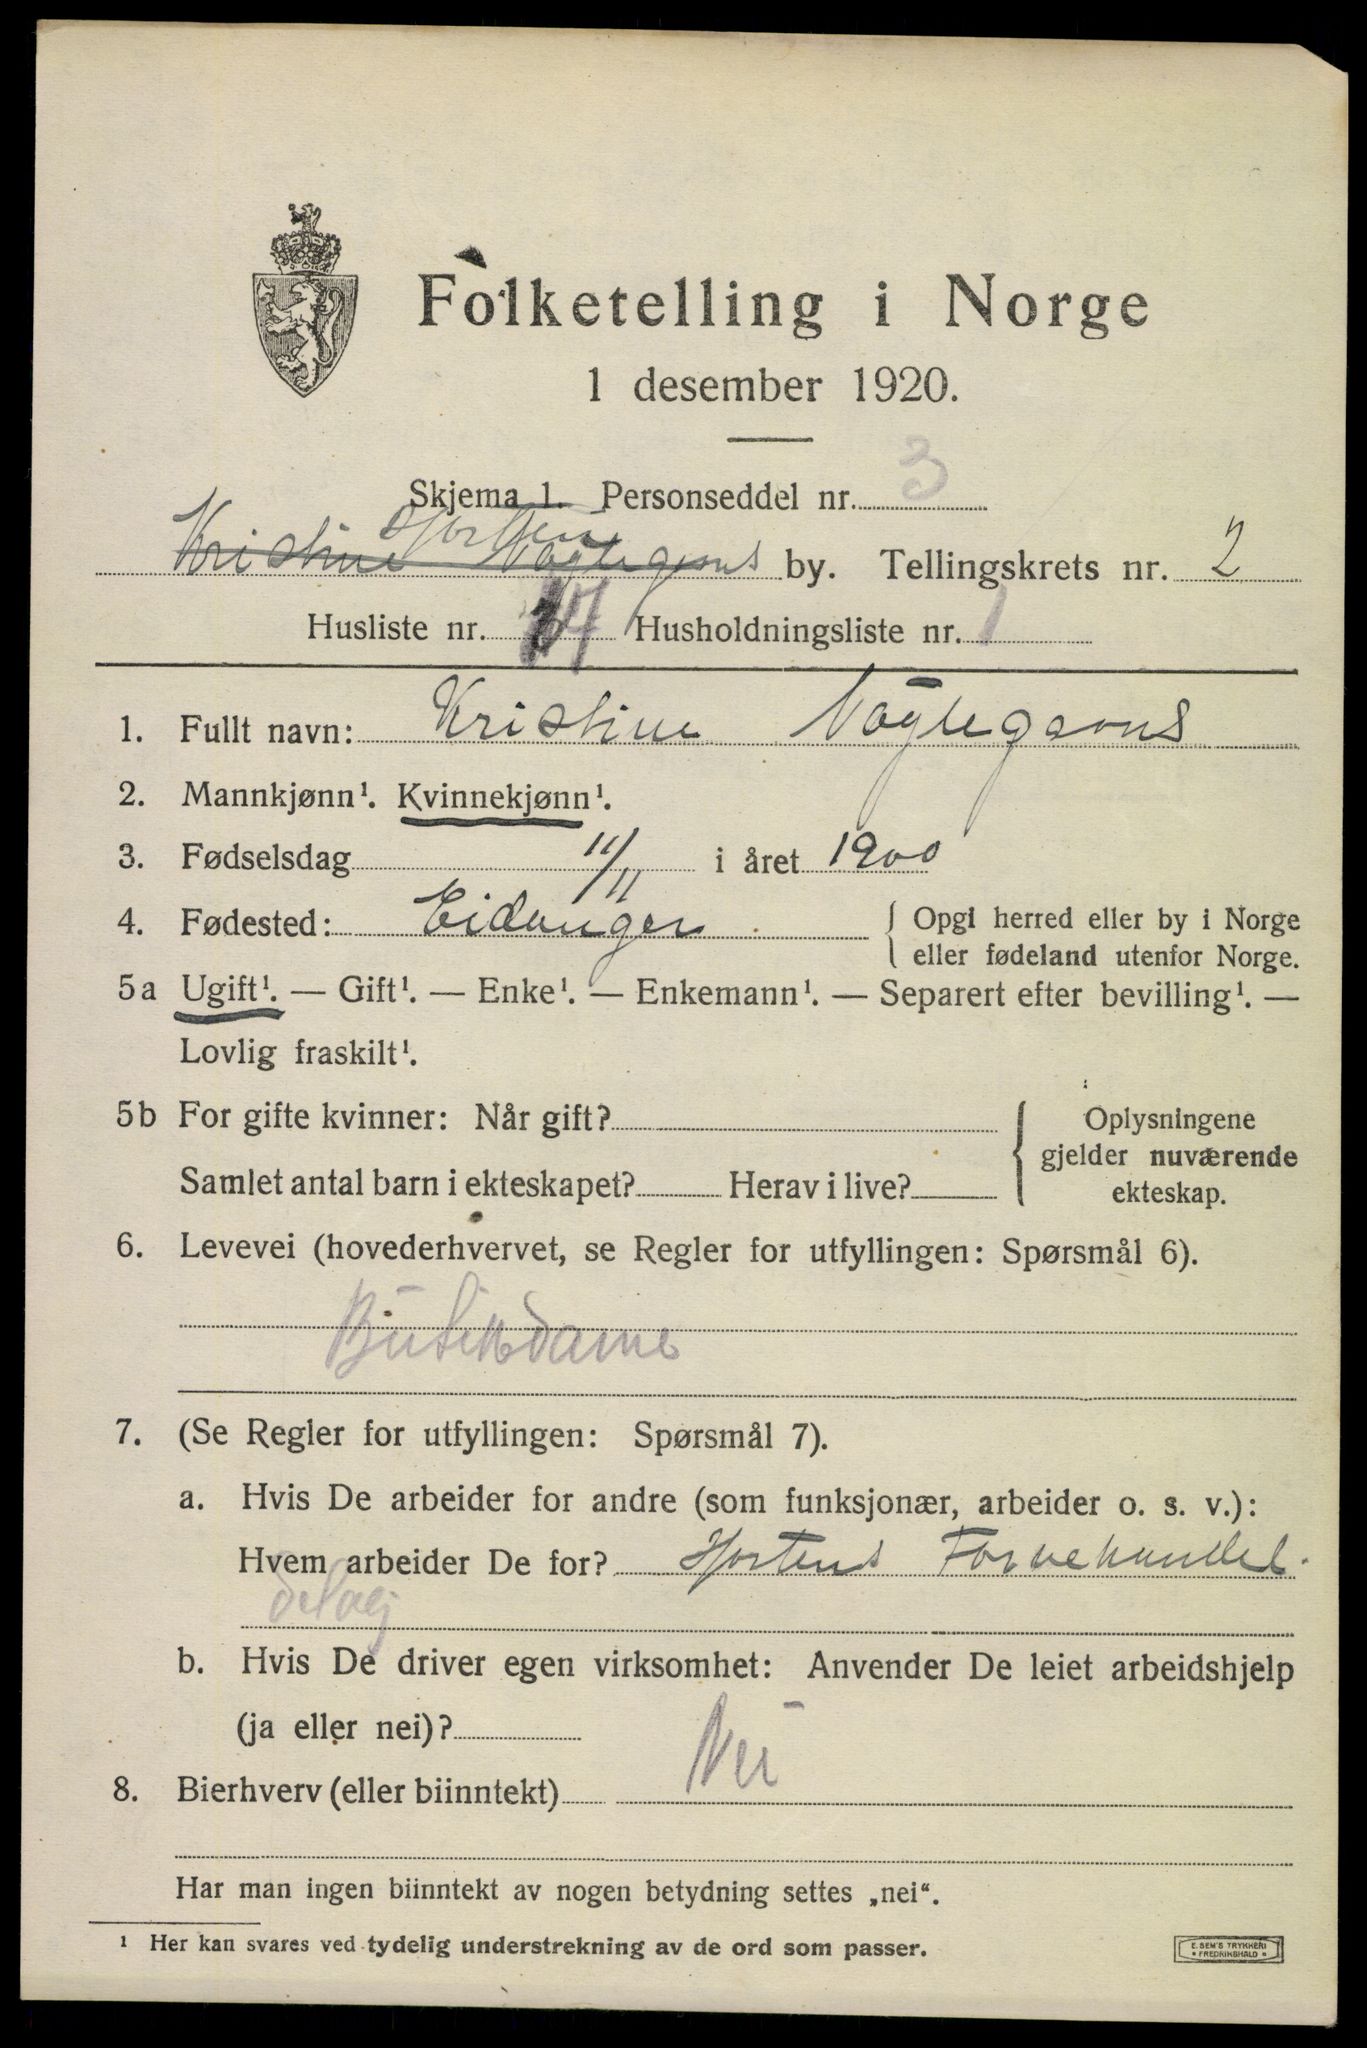 Folketelling i Norge
1 desember 1920.
Skjema 1. Personseddel nr. 3
Horten
Kristine Nøglegaard by. Tellingskrets nr. 2
Husliste nr. Husholdningsliste nr. 1
1. Fullt navn: Kristine Nøglegaard
2. Mannkjønn¹. Kvinnekjønn¹.
3. Fødselsdag 11/11 i året 1900
4. Fødested: Eidanger { Opgi herred eller by i Norge
eller fødeland utenfor Norge.
5a Ugift¹. — Gift¹. — Enke¹. — Enkemann¹. — Separert efter bevilling¹. —
Lovlig fraskilt¹.
5b For gifte kvinner: Når gift? { Oplysningene
gjelder nuværende
Samlet antal barn i ekteskapet? Herav i live?
ekteskap.
6. Levevei (hovederhvervet, se Regler for utfyllingen: Spørsmål 6).
Butikdame
7. (Se Regler for utfyllingen: Spørsmål 7).
a. Hvis De arbeider for andre (som funksjonær, arbeider o. s. v.):
Hvem arbeider De for? Hortens Farvehandel.
b. Hvis De driver egen virksomhet: Anvender De leiet arbeidshjelp
(ja eller nei)?
8. Bierhverv (eller biinntekt) Nei
Har man ingen biinntekt av nogen betydning settes „nei“.
¹ Her kan svares ved tydelig understrekning av de ord som passer.
E. SEM'S TRYKKERI
* FREDRIKSHALD *